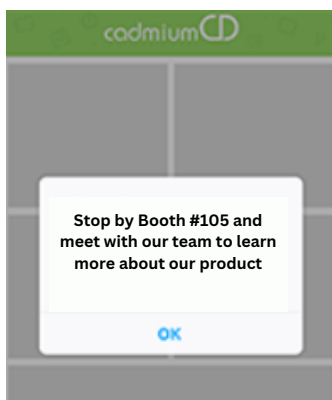 cadmiumCD
Stop by Booth #105 and
meet with our team to learn
more about our product
OK